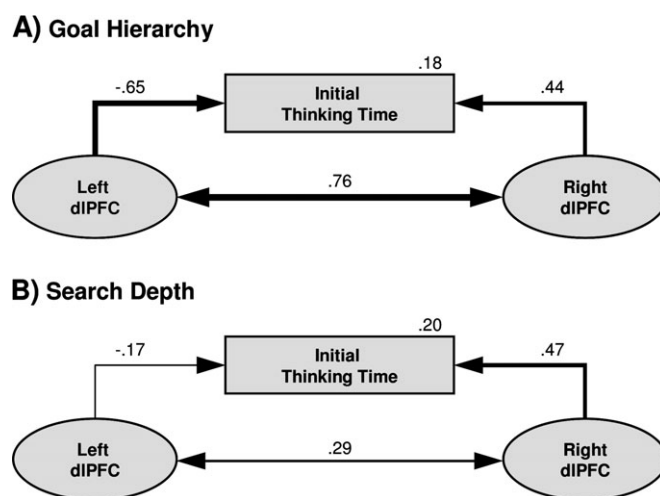 A) Goal Hierarchy
.18
-.65
Initial
Thinking Time
.44
Left
dlPFC
.76
Right
dlPFC
B) Search Depth
.20
-.17
Initial
Thinking Time
.47
Left
dlPFC
.29
Right
dlPFC